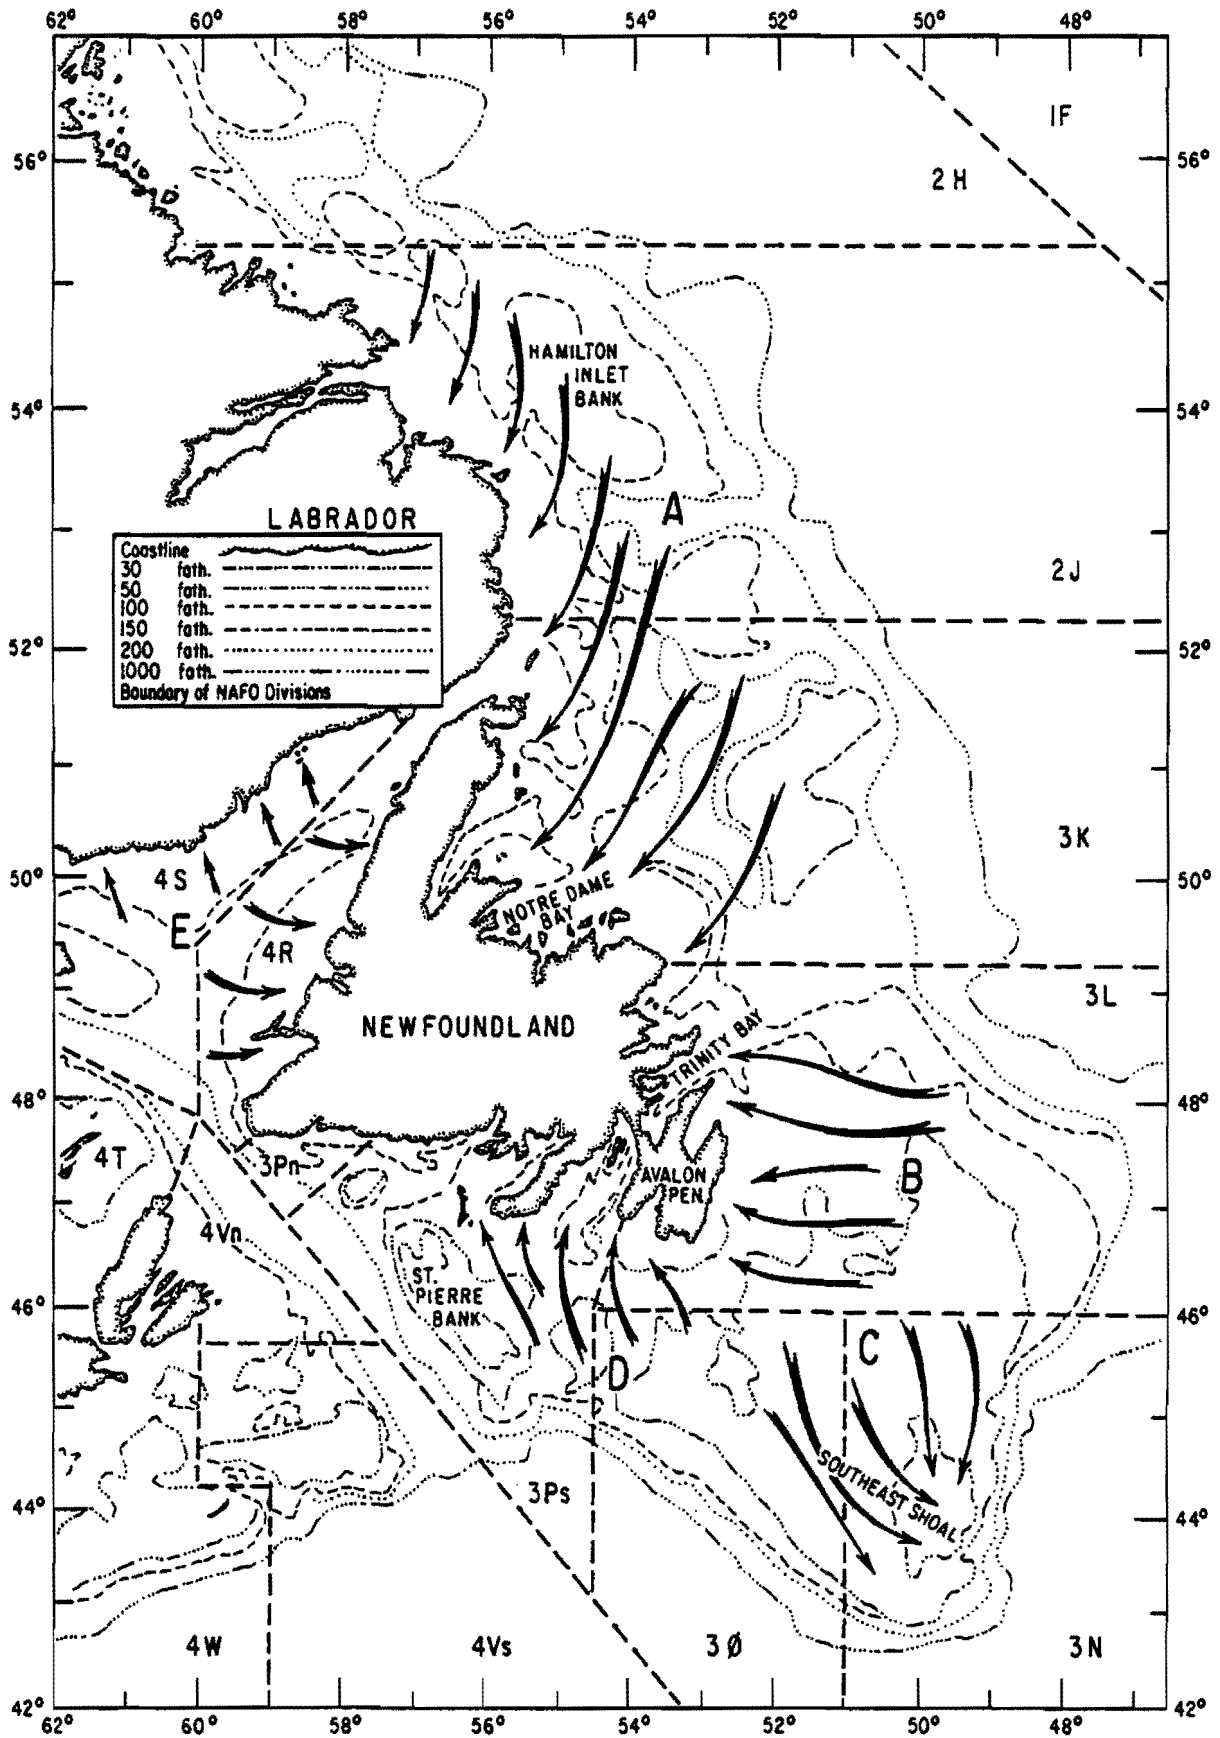 62° 60° 58° 56° 54° 52° 50° 48°
1F
56° 56°
2H
HAMILTON
INLET
BANK
54° 54°
A
LABRADOR
Coastline
30 fath.
50 fath.
100 fath.
150 fath.
200 fath.
1000 fath.
Boundary of NAFO Divisions
2J
52° 52°
3K
50° 50°
4S
NOTRE DAME
BAY
E
4R
3L
NEWFOUNDLAND
TRINITY BAY
48° 48°
4T
3Pn
AVALON
PEN.
B
4Vn
ST.
PIERRE
BANK
46° 46°
C
D
SOUTHEAST SHOAL
3Ps
44° 44°
4W 4Vs 3Ø 3N
42° 42°
62° 60° 58° 56° 54° 52° 50° 48°